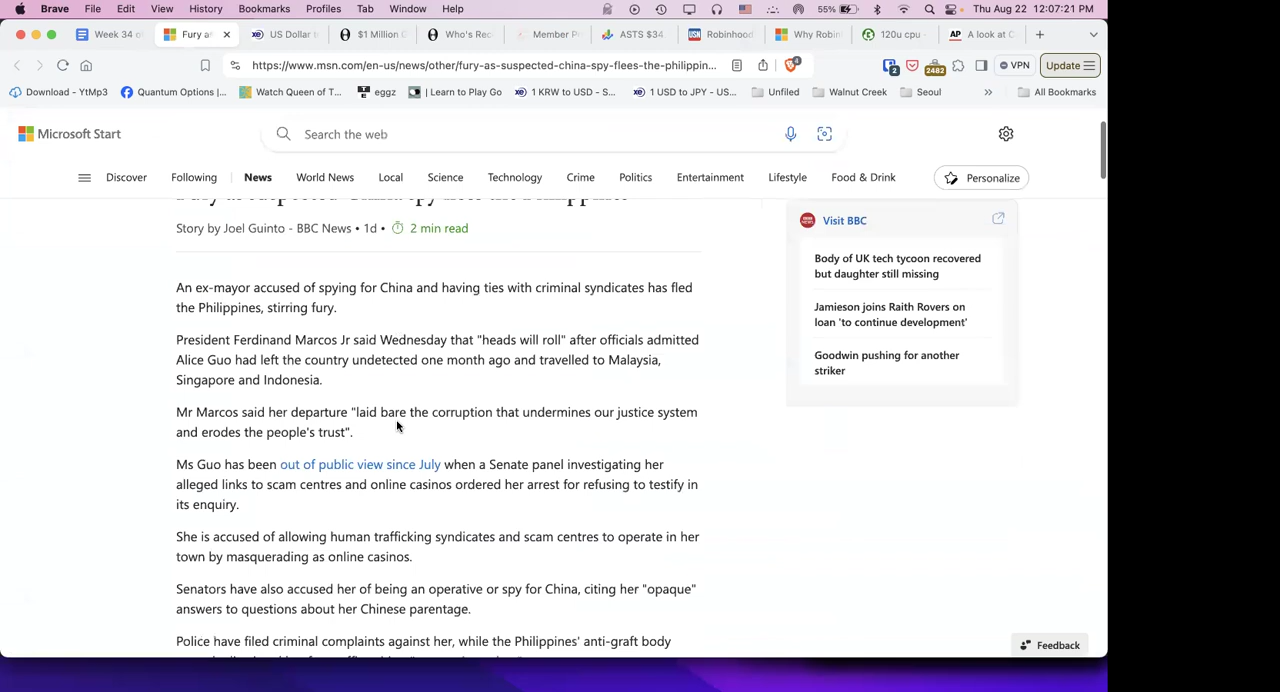 Brave File Edit View History Bookmarks Profiles Tab Window Help 55% Thu Aug 22 12:07:21 PM
Week 34 o Fury a US Dollar t $1 Million G Who's Rec Member P ASTS $34 Robinhood Why Robin 120u cpu A look at C
https://www.msn.com/en-us/news/other/fury-as-suspected-china-spy-flees-the-philippin... 4 2 2482 VPN Update
Download - YtMp3 Quantum Options |... Watch Queen of T... eggz | Learn to Play Go 1 KRW to USD - S... 1 USD to JPY - US... Unfiled Walnut Creek Seoul » All Bookmarks
Microsoft Start Search the web
Discover Following News World News Local Science Technology Crime Politics Entertainment Lifestyle Food & Drink Personalize
Fury as suspected 'China spy' flees the Philippines
Story by Joel Guinto - BBC News • 1d • 2 min read
An ex-mayor accused of spying for China and having ties with criminal syndicates has fled
the Philippines, stirring fury.
President Ferdinand Marcos Jr said Wednesday that "heads will roll" after officials admitted
Alice Guo had left the country undetected one month ago and travelled to Malaysia,
Singapore and Indonesia.
Mr Marcos said her departure "laid bare the corruption that undermines our justice system
and erodes the people's trust".
Ms Guo has been out of public view since July when a Senate panel investigating her
alleged links to scam centres and online casinos ordered her arrest for refusing to testify in
its enquiry.
She is accused of allowing human trafficking syndicates and scam centres to operate in her
town by masquerading as online casinos.
Senators have also accused her of being an operative or spy for China, citing her "opaque"
answers to questions about her Chinese parentage.
Police have filed criminal complaints against her, while the Philippines' anti-graft body
Visit BBC
Body of UK tech tycoon recovered
but daughter still missing
Jamieson joins Raith Rovers on
loan 'to continue development'
Goodwin pushing for another
striker
Feedback